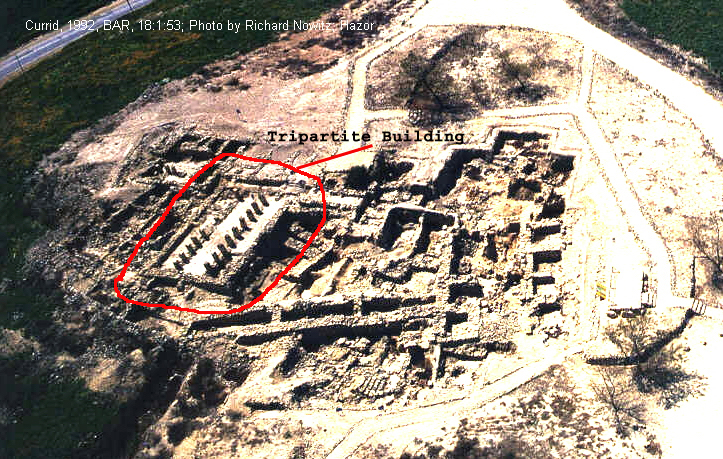 Currid, 1992, BAR, 18:1:53; Photo by Richard Nowitz: Hazor
Tripartite Building